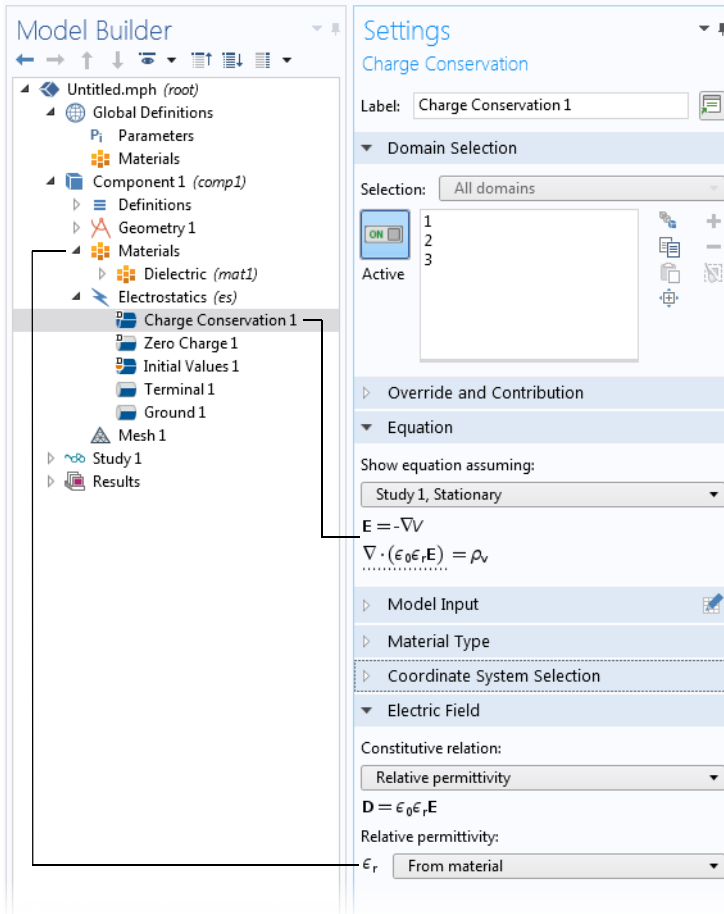 Model Builder
Untitled.mph (root)
Global Definitions
Pi Parameters
Materials
Component 1 (comp1)
Definitions
Geometry 1
Materials
Dielectric (mat1)
Electrostatics (es)
Charge Conservation 1
Zero Charge 1
Initial Values 1
Terminal 1
Ground 1
Mesh 1
Study 1
Results
Settings
Charge Conservation
Label: Charge Conservation 1
Domain Selection
Selection: All domains
ON
Active
1
2
3
Override and Contribution
Equation
Show equation assuming:
Study 1, Stationary
E = -∇V
∇ · (ϵ₀ϵᵣE) = ρᵥ
Model Input
Material Type
Coordinate System Selection
Electric Field
Constitutive relation:
Relative permittivity
D = ϵ₀ϵᵣE
Relative permittivity:
ϵᵣ From material